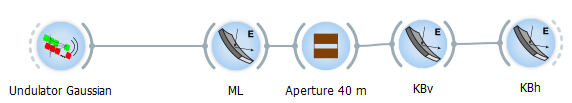 E
E
E
Undulator Gaussian
ML
Aperture 40 m
KBv
KBh